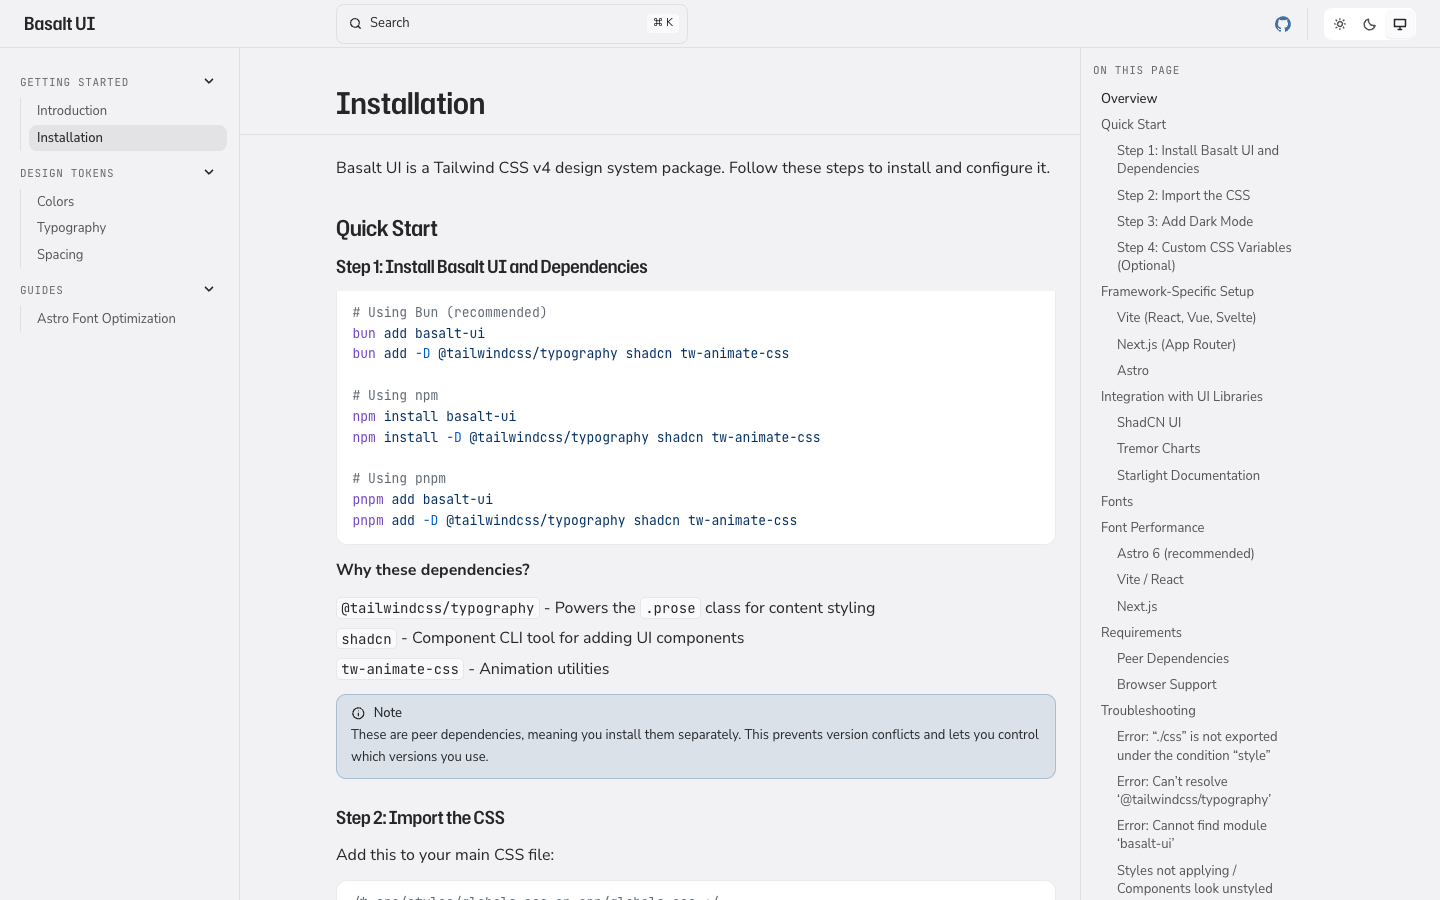 Basalt UI
Search
⌘ K
GETTING STARTED
Introduction
Installation
DESIGN TOKENS
Colors
Typography
Spacing
GUIDES
Astro Font Optimization
Installation
Basalt UI is a Tailwind CSS v4 design system package. Follow these steps to install and configure it.
Quick Start
Step 1: Install Basalt UI and Dependencies
# Using Bun (recommended)
bun add basalt-ui
bun add -D @tailwindcss/typography shadcn tw-animate-css
# Using npm
npm install basalt-ui
npm install -D @tailwindcss/typography shadcn tw-animate-css
# Using pnpm
pnpm add basalt-ui
pnpm add -D @tailwindcss/typography shadcn tw-animate-css
Why these dependencies?
@tailwindcss/typography - Powers the .prose class for content styling
shadcn - Component CLI tool for adding UI components
tw-animate-css - Animation utilities
Note
These are peer dependencies, meaning you install them separately. This prevents version conflicts and lets you control
which versions you use.
Step 2: Import the CSS
Add this to your main CSS file:
ON THIS PAGE
Overview
Quick Start
Step 1: Install Basalt UI and
Dependencies
Step 2: Import the CSS
Step 3: Add Dark Mode
Step 4: Custom CSS Variables
(Optional)
Framework-Specific Setup
Vite (React, Vue, Svelte)
Next.js (App Router)
Astro
Integration with UI Libraries
ShadCN UI
Tremor Charts
Starlight Documentation
Fonts
Font Performance
Astro 6 (recommended)
Vite / React
Next.js
Requirements
Peer Dependencies
Browser Support
Troubleshooting
Error: “./css” is not exported
under the condition “style”
Error: Can’t resolve
‘@tailwindcss/typography’
Error: Cannot find module
‘basalt-ui’
Styles not applying /
Components look unstyled